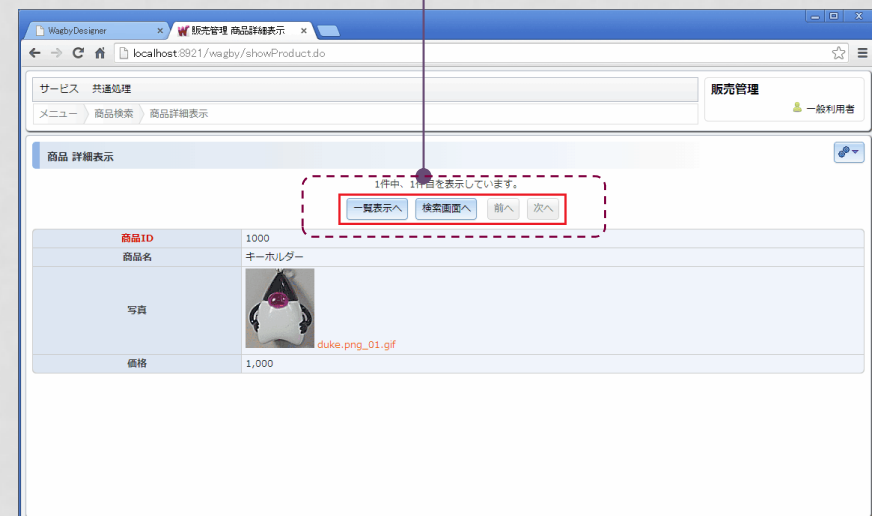 WagbyDesigner
販売管理 商品詳細表示
localhost:8921/wagby/showProduct.do
サービス 共通処理
販売管理
メニュー 商品検索 商品詳細表示
一般利用者
商品 詳細表示
1件中、1件目を表示しています。
一覧表示へ 検索画面へ 前へ 次へ
商品ID 1000
商品名 キーホルダー
写真 duke.png_01.gif
価格 1,000